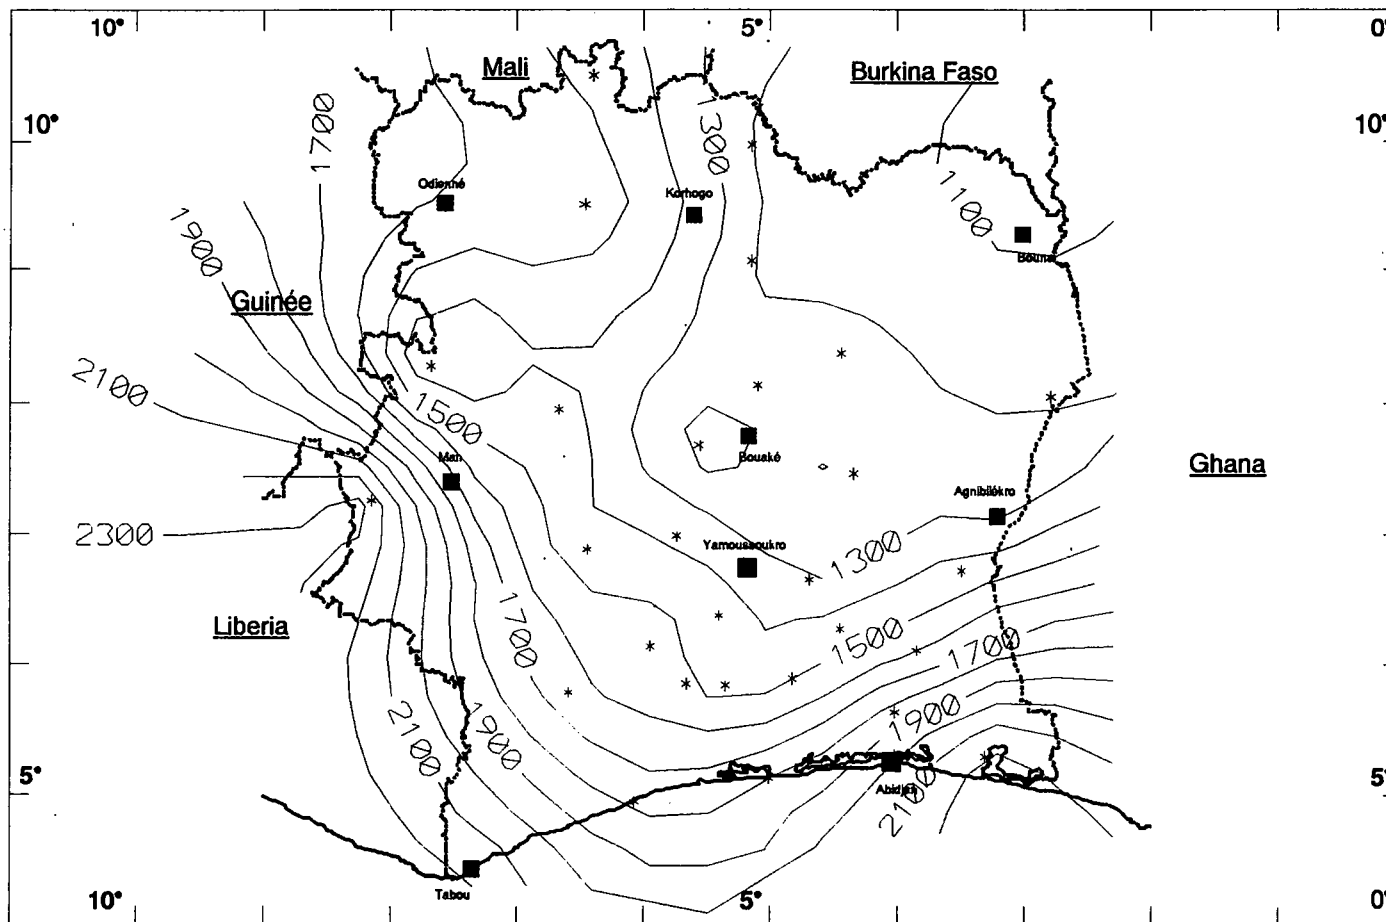 10° 5° 0°
Mali
Burkina Faso
10° 10°
1700
1300
Odienné
Korhogo
1100
1900
Bouna
Guinée
2100
1500
Man
Bouaké
Ghana
Agnibilékro
2300
Yamoussoukro
1300
Liberia
1700
1500
1700
2100
1900
1900
5° 5°
Abidjan
2100
Tabou
10° 5° 0°